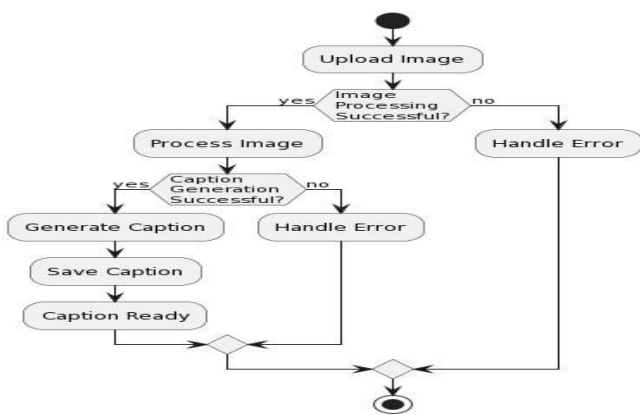 Upload Image
Image
Processing
Successful?
yes
no
Process Image
Handle Error
Caption
Generation
Successful?
yes
no
Generate Caption
Handle Error
Save Caption
Caption Ready